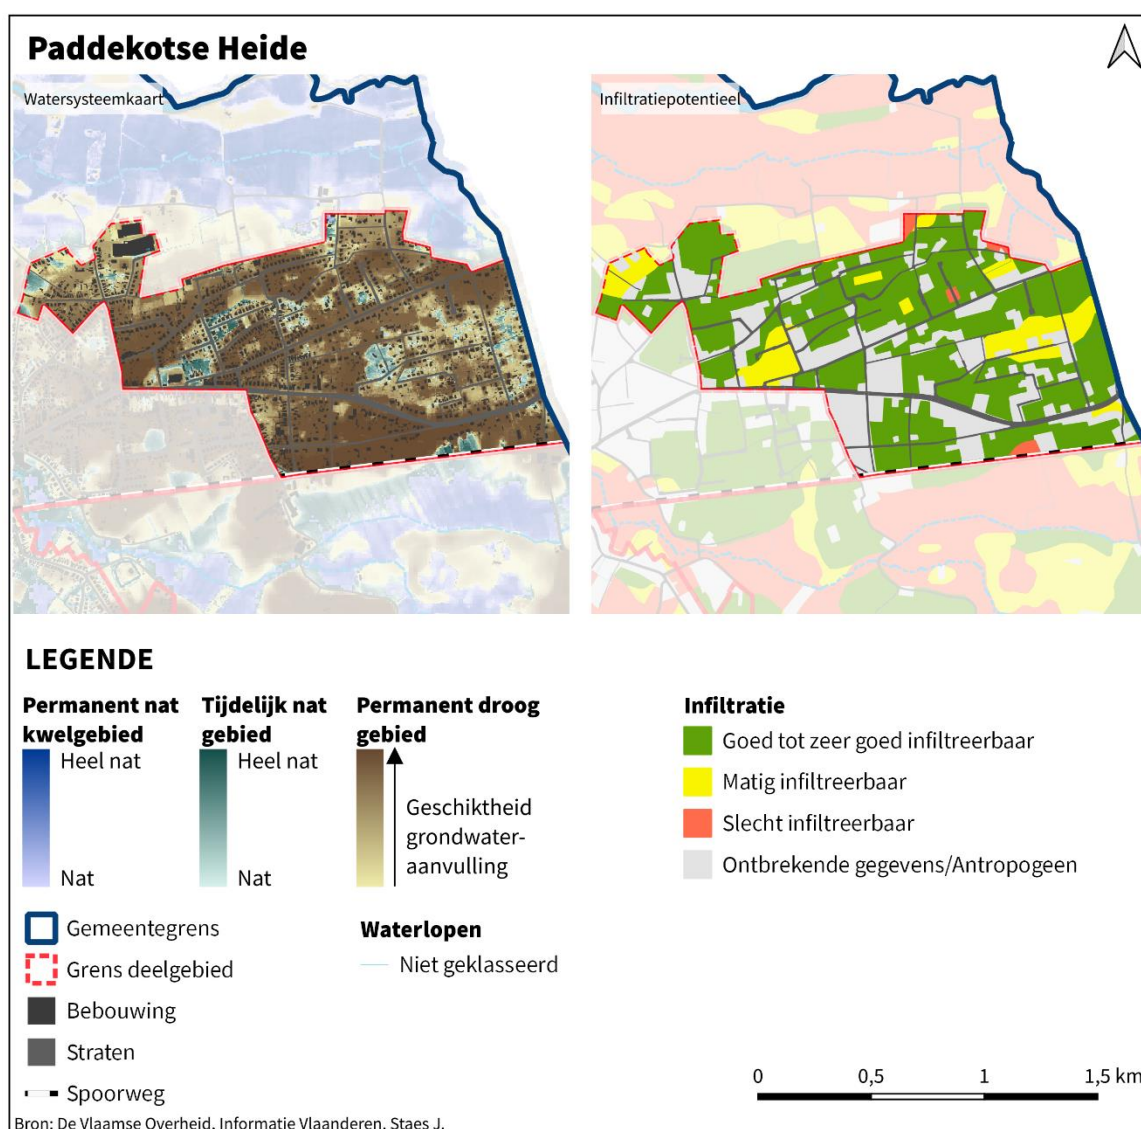 Paddekotse Heide
Watersysteemkaart
Infiltratiepotentieel
LEGENDE
Permanent nat
kwelgebied
Heel nat
Nat
Tijdelijk nat
gebied
Heel nat
Nat
Permanent droog
gebied
Geschiktheid
grondwater-
aanvulling
Infiltratie
Goed tot zeer goed infiltreerbaar
Matig infiltreerbaar
Slecht infiltreerbaar
Ontbrekende gegevens/Antropogeen
Gemeentegrens
Grens deelgebied
Bebouwing
Straten
Spoorweg
Waterlopen
Niet geklasseerd
0 0,5 1 1,5 km
Bron: De Vlaamse Overheid, Informatie Vlaanderen, Staes J.